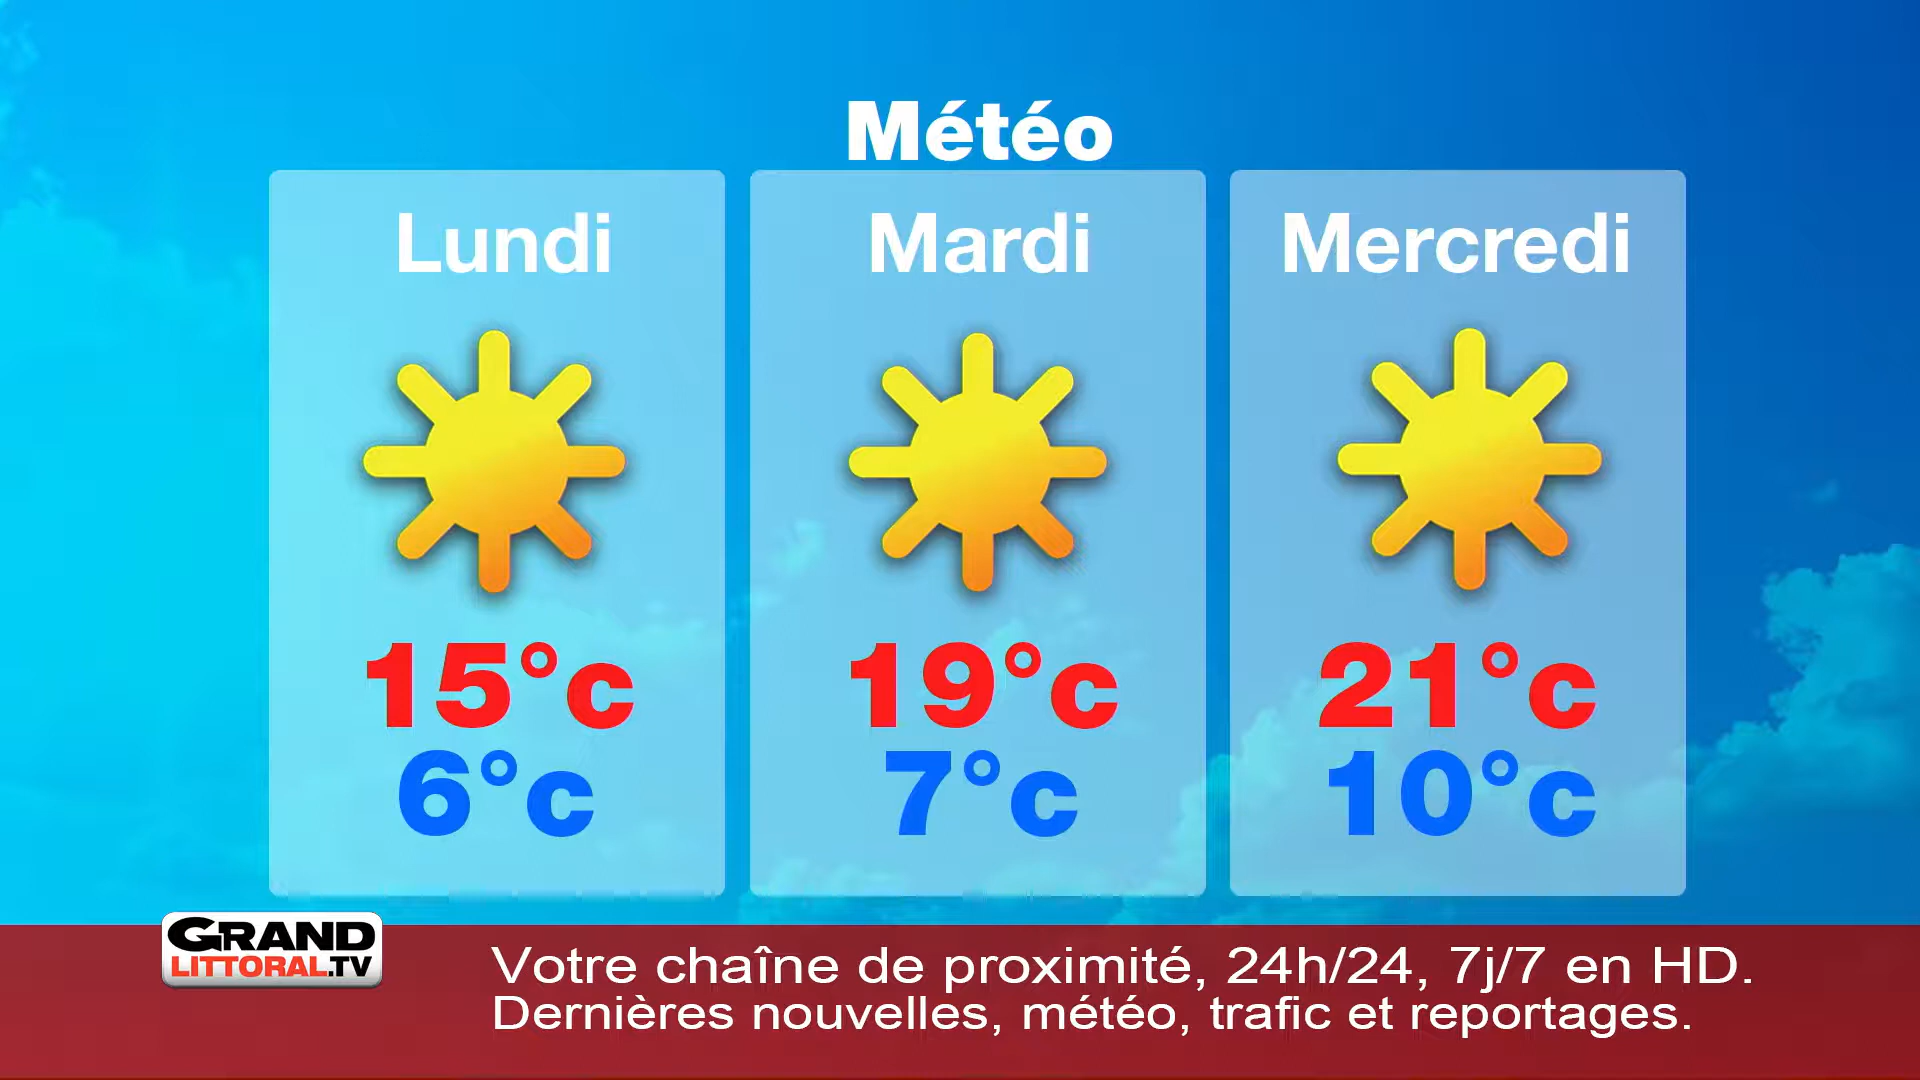 Météo
Lundi
Mardi
Mercredi
15°c
19°c
21°c
6°c
7°c
10°c
GRAND
LITTORAL.TV
Votre chaîne de proximité, 24h/24, 7j/7 en HD.
Dernières nouvelles, météo, trafic et reportages.